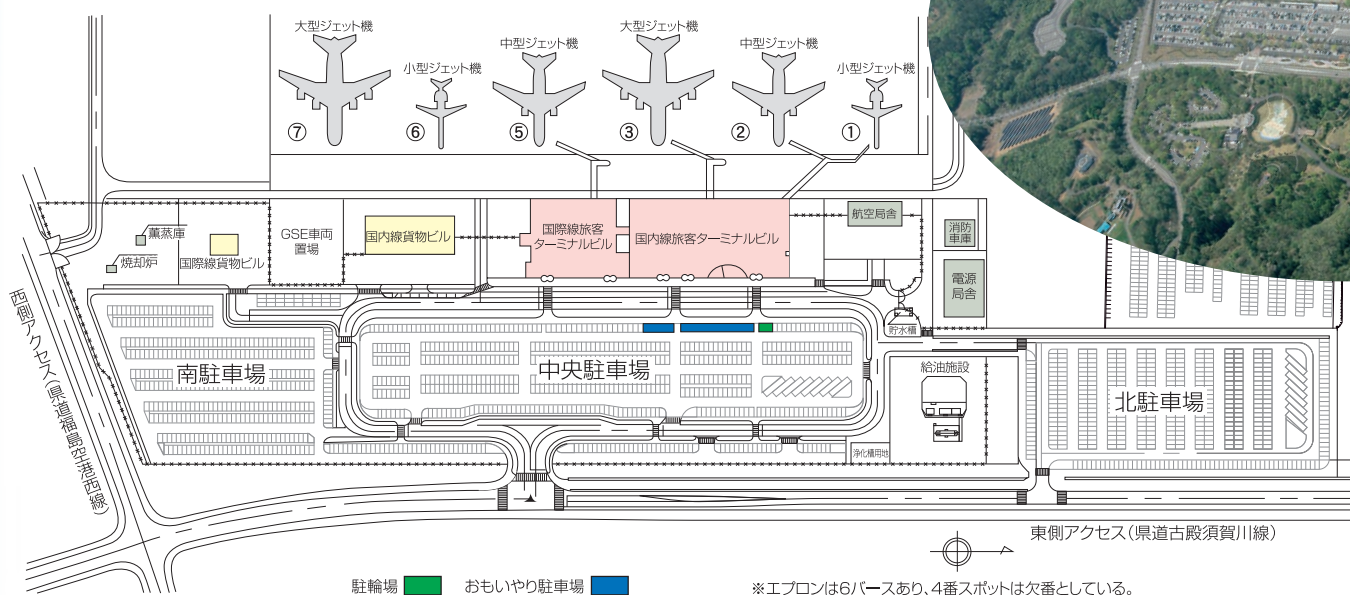 大型ジェット機
小型ジェット機
中型ジェット機
大型ジェット機
中型ジェット機
小型ジェット機
⑦
⑥
⑤
③
②
①
薫蒸庫
焼却炉
国際線貨物ビル
GSE車両
置場
国内線貨物ビル
国際線旅客
ターミナルビル
国内線旅客ターミナルビル
航空局舎
消防
車庫
電源
局舎
貯水槽
西側アクセス(県道福島空港西線)
南駐車場
中央駐車場
給油施設
浄化槽用地
北駐車場
東側アクセス(県道古殿須賀川線)
駐輪場
おもいやり駐車場
※エプロンは6バースあり、4番スポットは欠番としている。